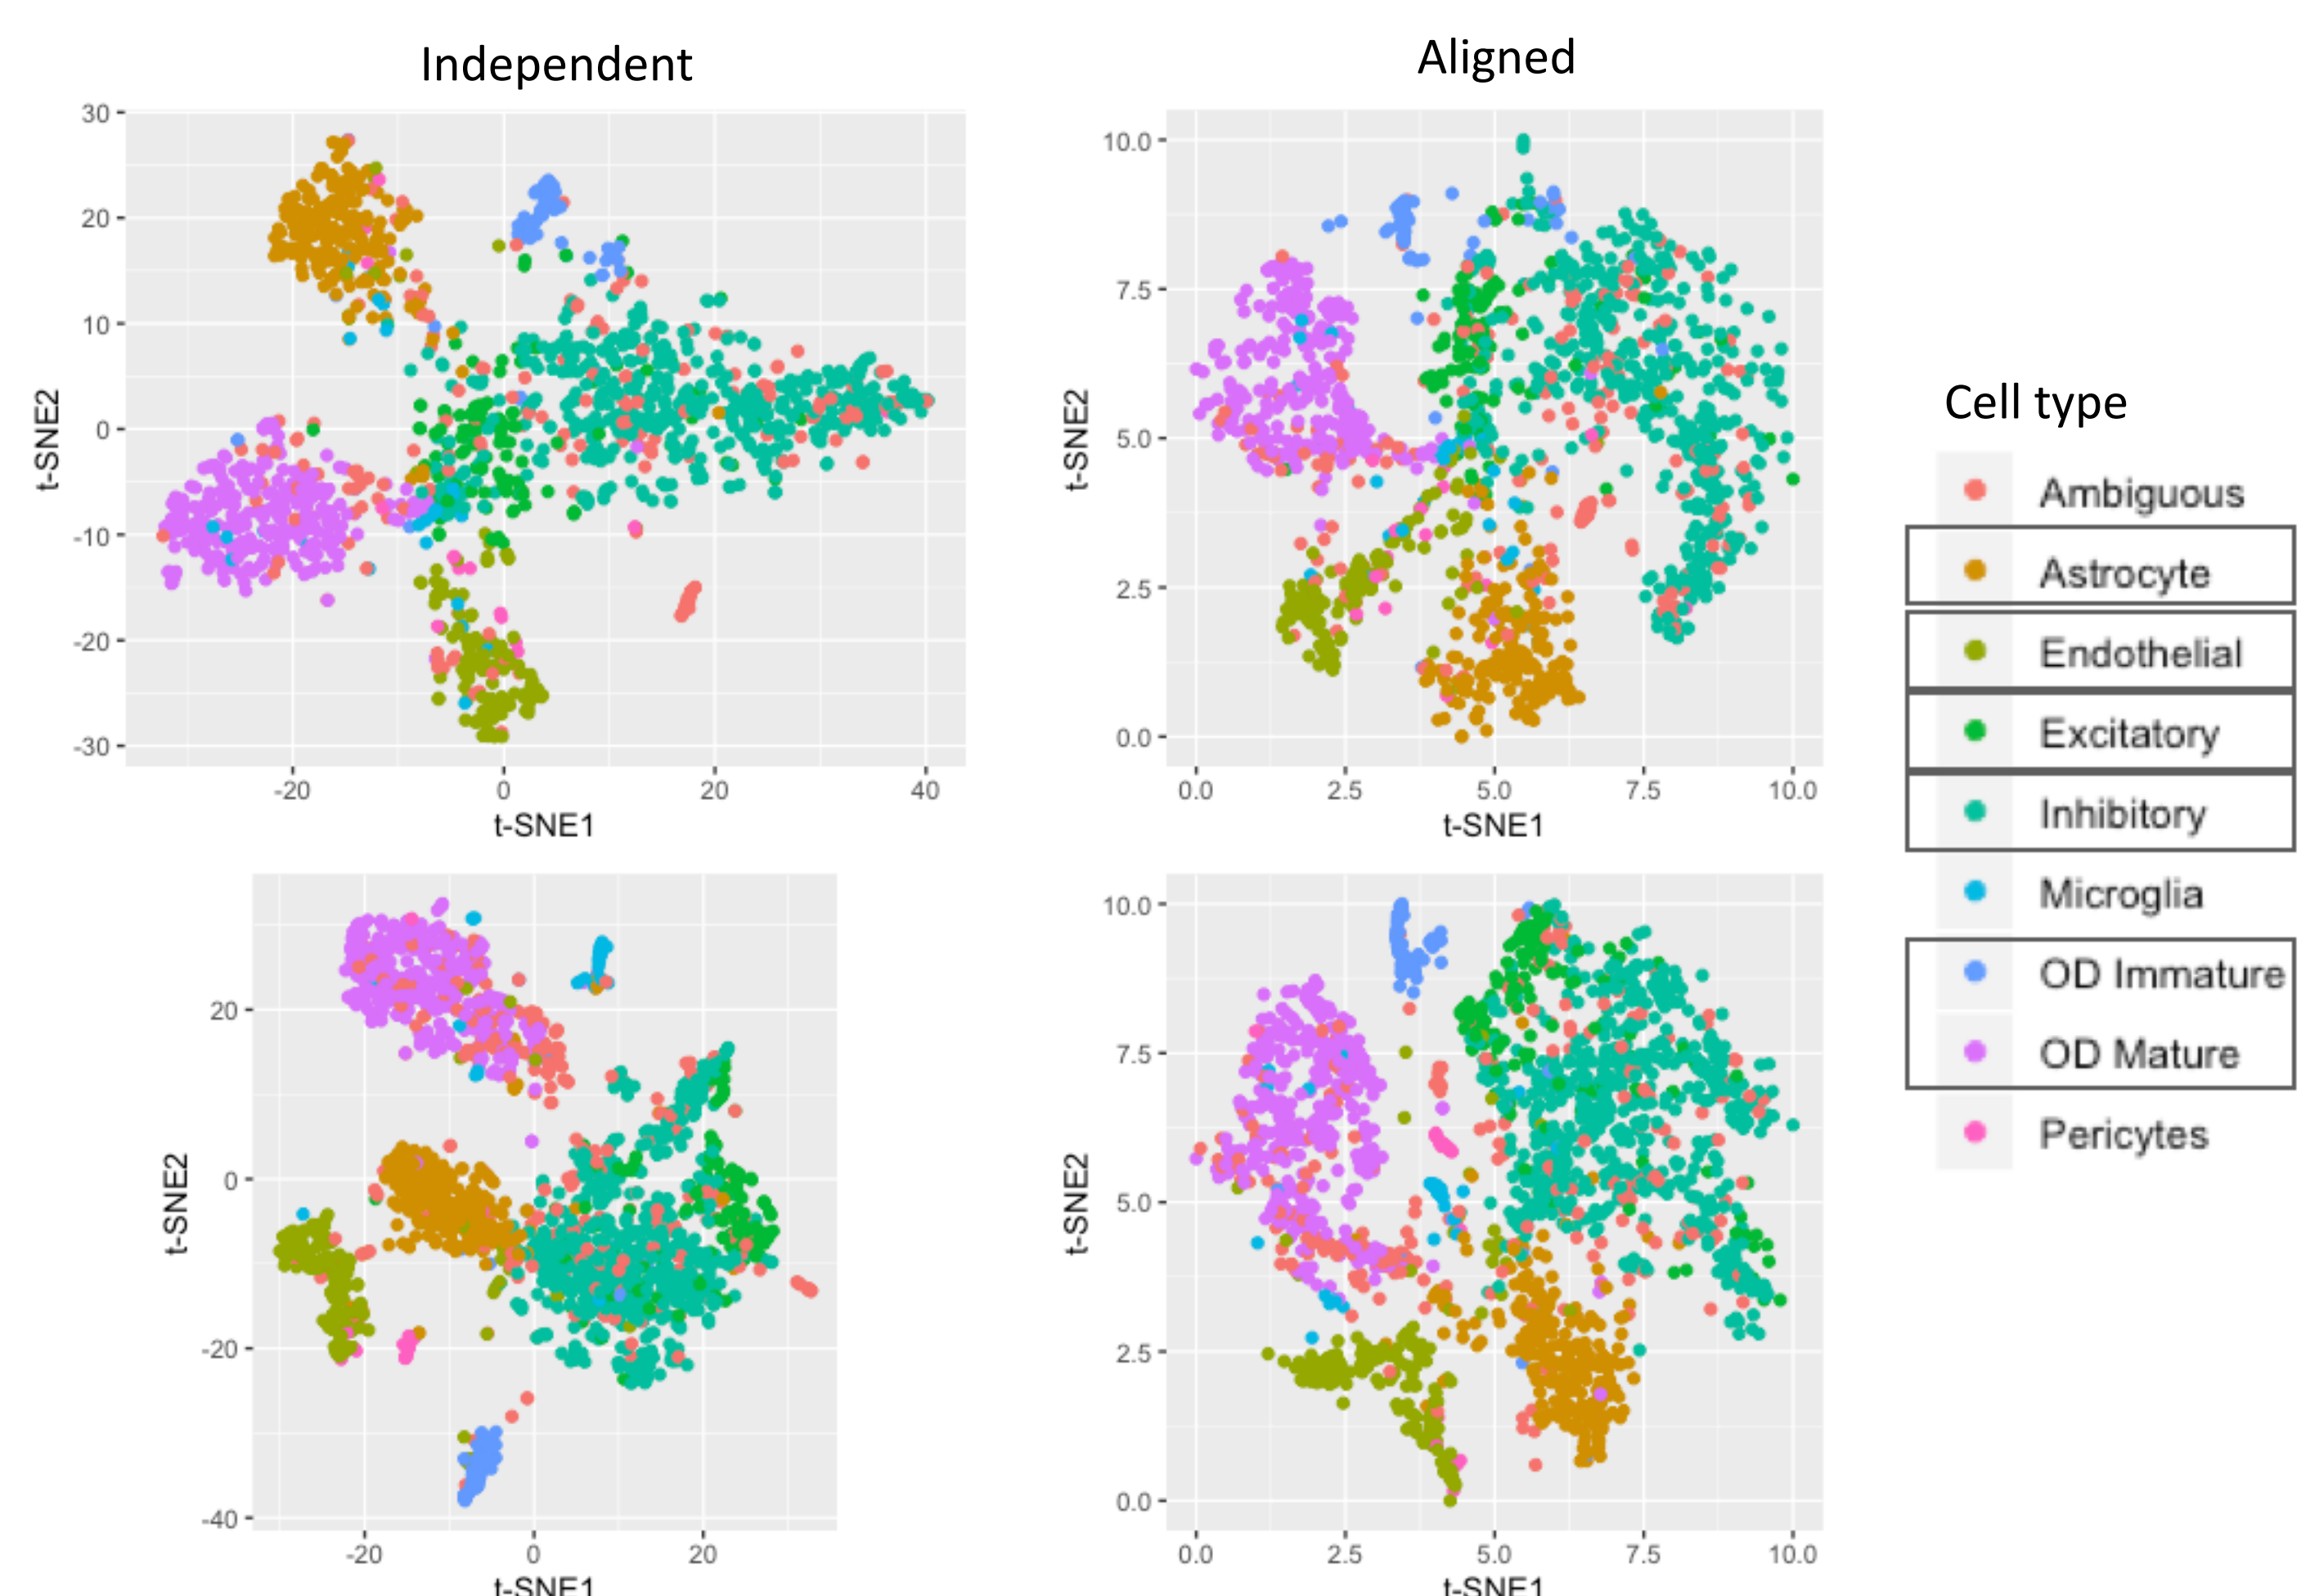 Independent
Aligned
30
20
10
0
-10
-20
-30
t-SNE2
-20
0
20
40
t-SNE1
10.0
7.5
5.0
2.5
0.0
t-SNE2
0.0
2.5
5.0
7.5
10.0
t-SNE1
20
0
-20
-40
t-SNE2
-20
0
20
t-SNE1
10.0
7.5
5.0
2.5
0.0
t-SNE2
0.0
2.5
5.0
7.5
10.0
t-SNE1
Cell type
Ambiguous
Astrocyte
Endothelial
Excitatory
Inhibitory
Microglia
OD Immature
OD Mature
Pericytes